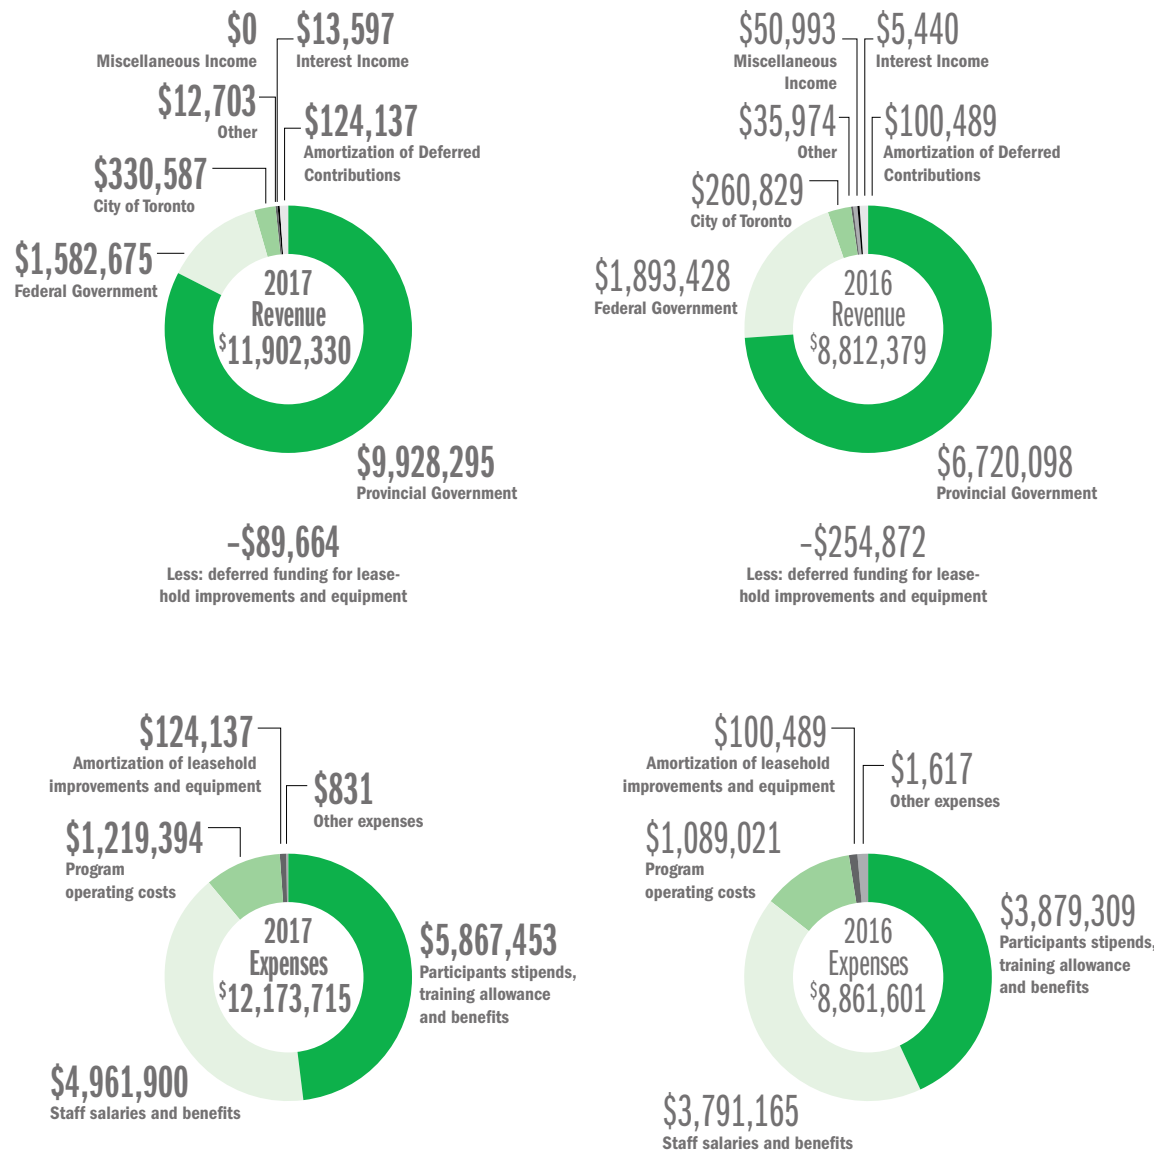 $0
Miscellaneous Income
$13,597
Interest Income
$12,703
Other
$124,137
Amortization of Deferred
Contributions
$330,587
City of Toronto
$1,582,675
Federal Government
2017
Revenue
$11,902,330
$9,928,295
Provincial Government
–$89,664
Less: deferred funding for lease-
hold improvements and equipment
$50,993
Miscellaneous
Income
$5,440
Interest Income
$35,974
Other
$100,489
Amortization of Deferred
Contributions
$260,829
City of Toronto
$1,893,428
Federal Government
2016
Revenue
$8,812,379
$6,720,098
Provincial Government
–$254,872
Less: deferred funding for lease-
hold improvements and equipment
$124,137
Amortization of leasehold
improvements and equipment
$831
Other expenses
$1,219,394
Program
operating costs
2017
Expenses
$12,173,715
$5,867,453
Participants stipends,
training allowance
and benefits
$4,961,900
Staff salaries and benefits
$100,489
Amortization of leasehold
improvements and equipment
$1,617
Other expenses
$1,089,021
Program
operating costs
2016
Expenses
$8,861,601
$3,879,309
Participants stipends,
training allowance
and benefits
$3,791,165
Staff salaries and benefits